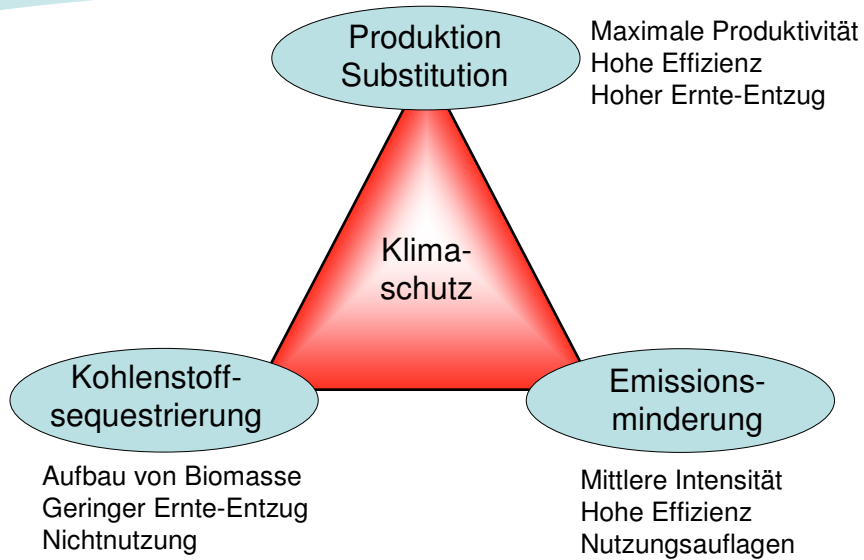 Produktion
Substitution
Maximale Produktivität
Hohe Effizienz
Hoher Ernte-Entzug
Klima-
schutz
Kohlenstoff-
sequestrierung
Aufbau von Biomasse
Geringer Ernte-Entzug
Nichtnutzung
Emissions-
minderung
Mittlere Intensität
Hohe Effizienz
Nutzungsauflagen